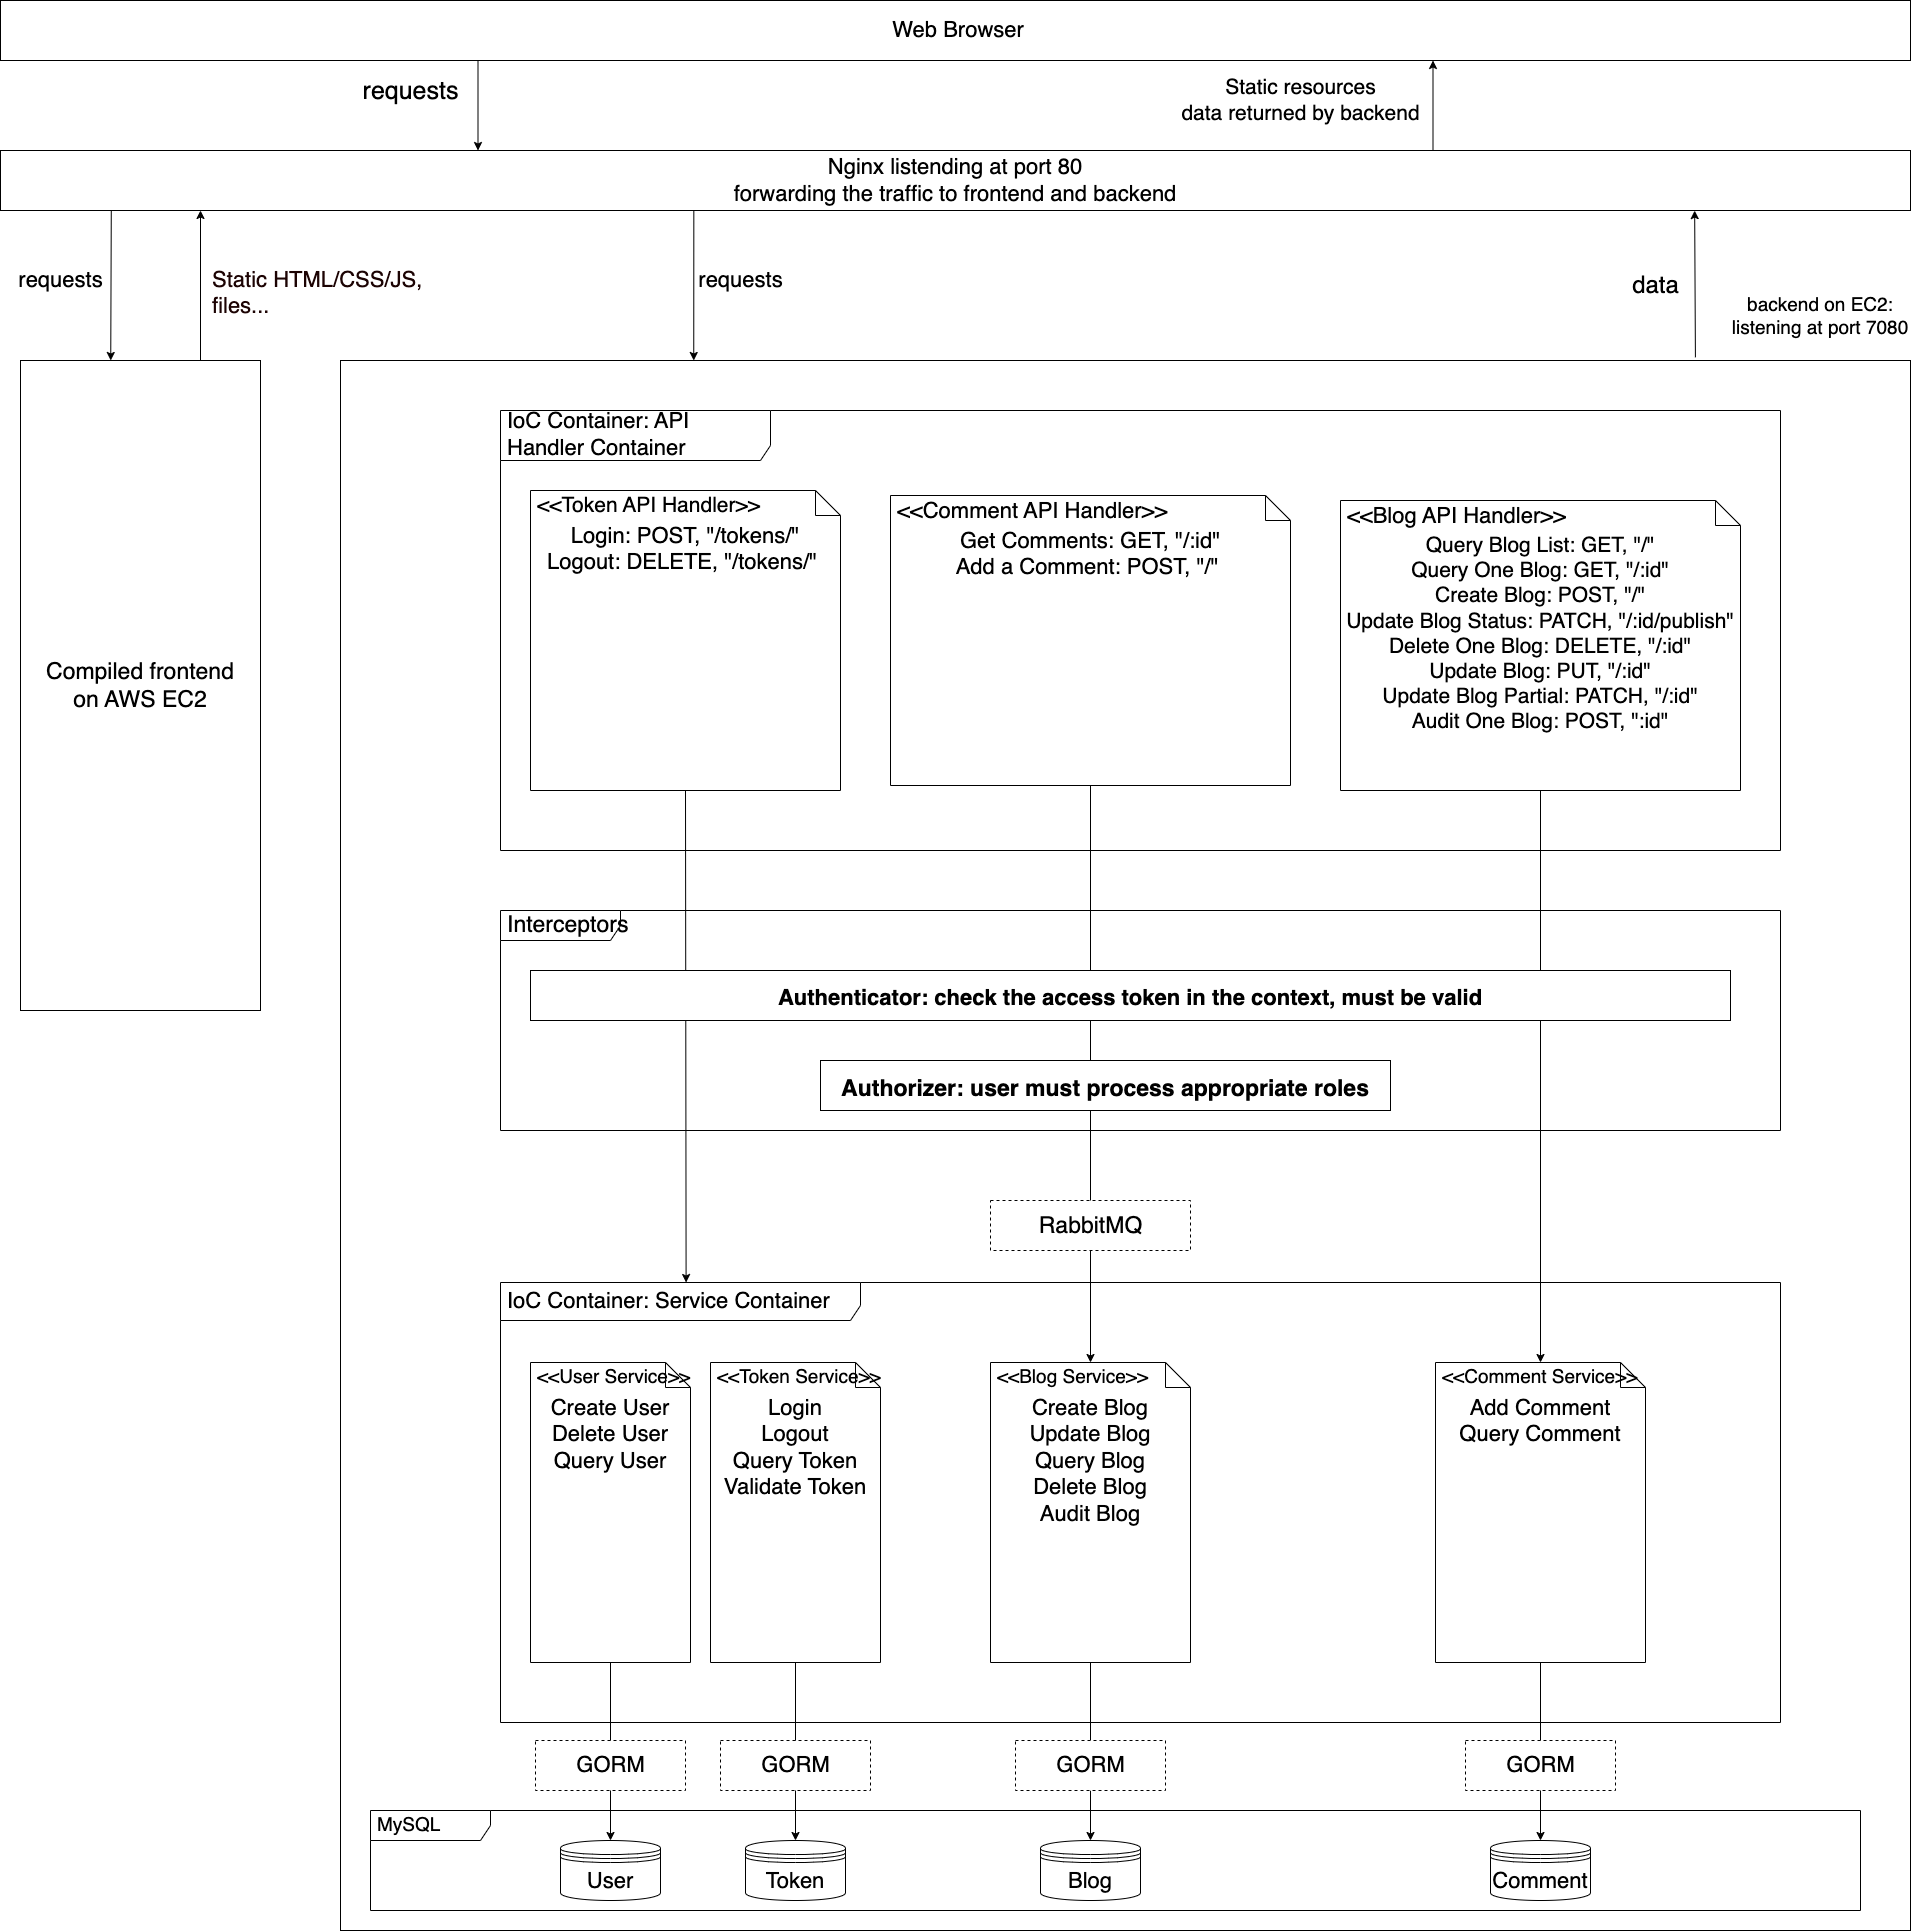 Web Browser
requests
Static resources
data returned by backend
Nginx listending at port 80
forwarding the traffic to frontend and backend
requests
Static HTML/CSS/JS,
files...
requests
data
backend on EC2:
listening at port 7080
Compiled frontend
on AWS EC2
IoC Container: API
Handler Container
<<Token API Handler>>
Login: POST, "/tokens/"
Logout: DELETE, "/tokens/"
<<Comment API Handler>>
Get Comments: GET, "/:id"
Add a Comment: POST, "/"
<<Blog API Handler>>
Query Blog List: GET, "/"
Query One Blog: GET, "/:id"
Create Blog: POST, "/"
Update Blog Status: PATCH, "/:id/publish"
Delete One Blog: DELETE, "/:id"
Update Blog: PUT, "/:id"
Update Blog Partial: PATCH, "/:id"
Audit One Blog: POST, ":id"
Interceptors
Authenticator: check the access token in the context, must be valid
Authorizer: user must process appropriate roles
RabbitMQ
IoC Container: Service Container
<<User Service>>
Create User
Delete User
Query User
<<Token Service>>
Login
Logout
Query Token
Validate Token
<<Blog Service>>
Create Blog
Update Blog
Query Blog
Delete Blog
Audit Blog
<<Comment Service>>
Add Comment
Query Comment
GORM
GORM
GORM
GORM
MySQL
User
Token
Blog
Comment